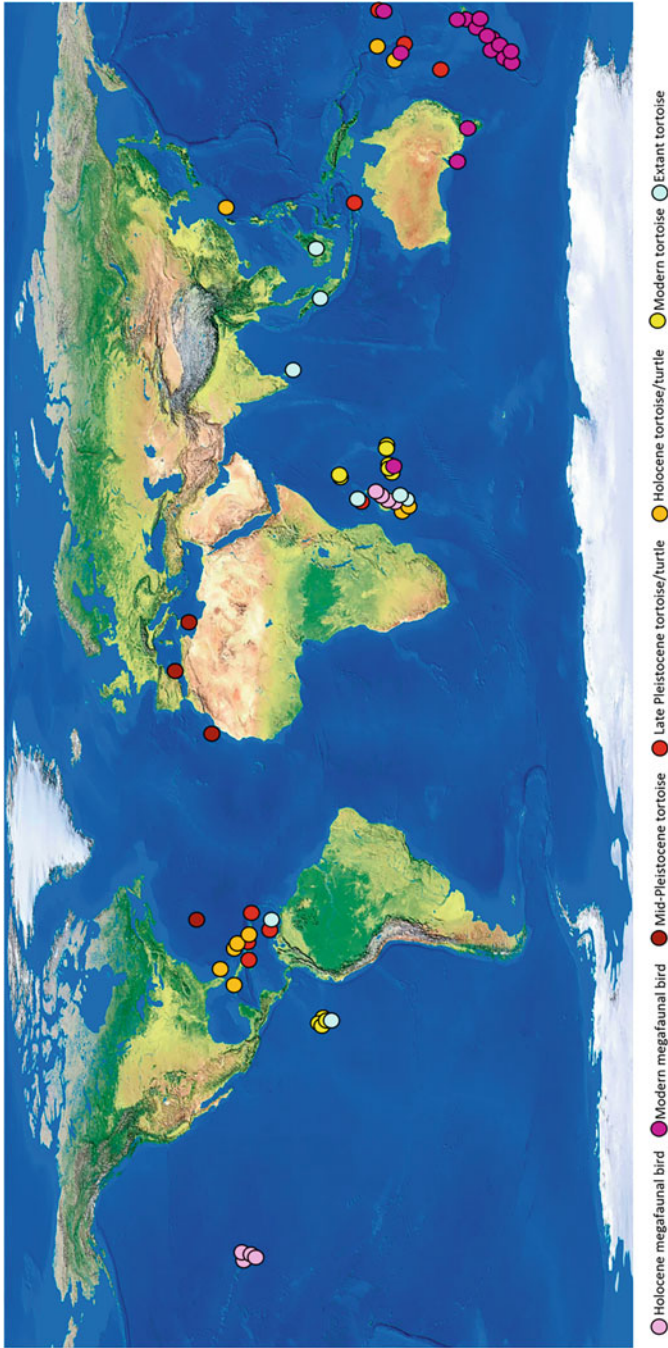 Holocene megafaunal bird
Modern megafaunal bird
Mid-Pleistocene tortoise
Late Pleistocene tortoise/turtle
Holocene tortoise/turtle
Modern tortoise
Extant tortoise